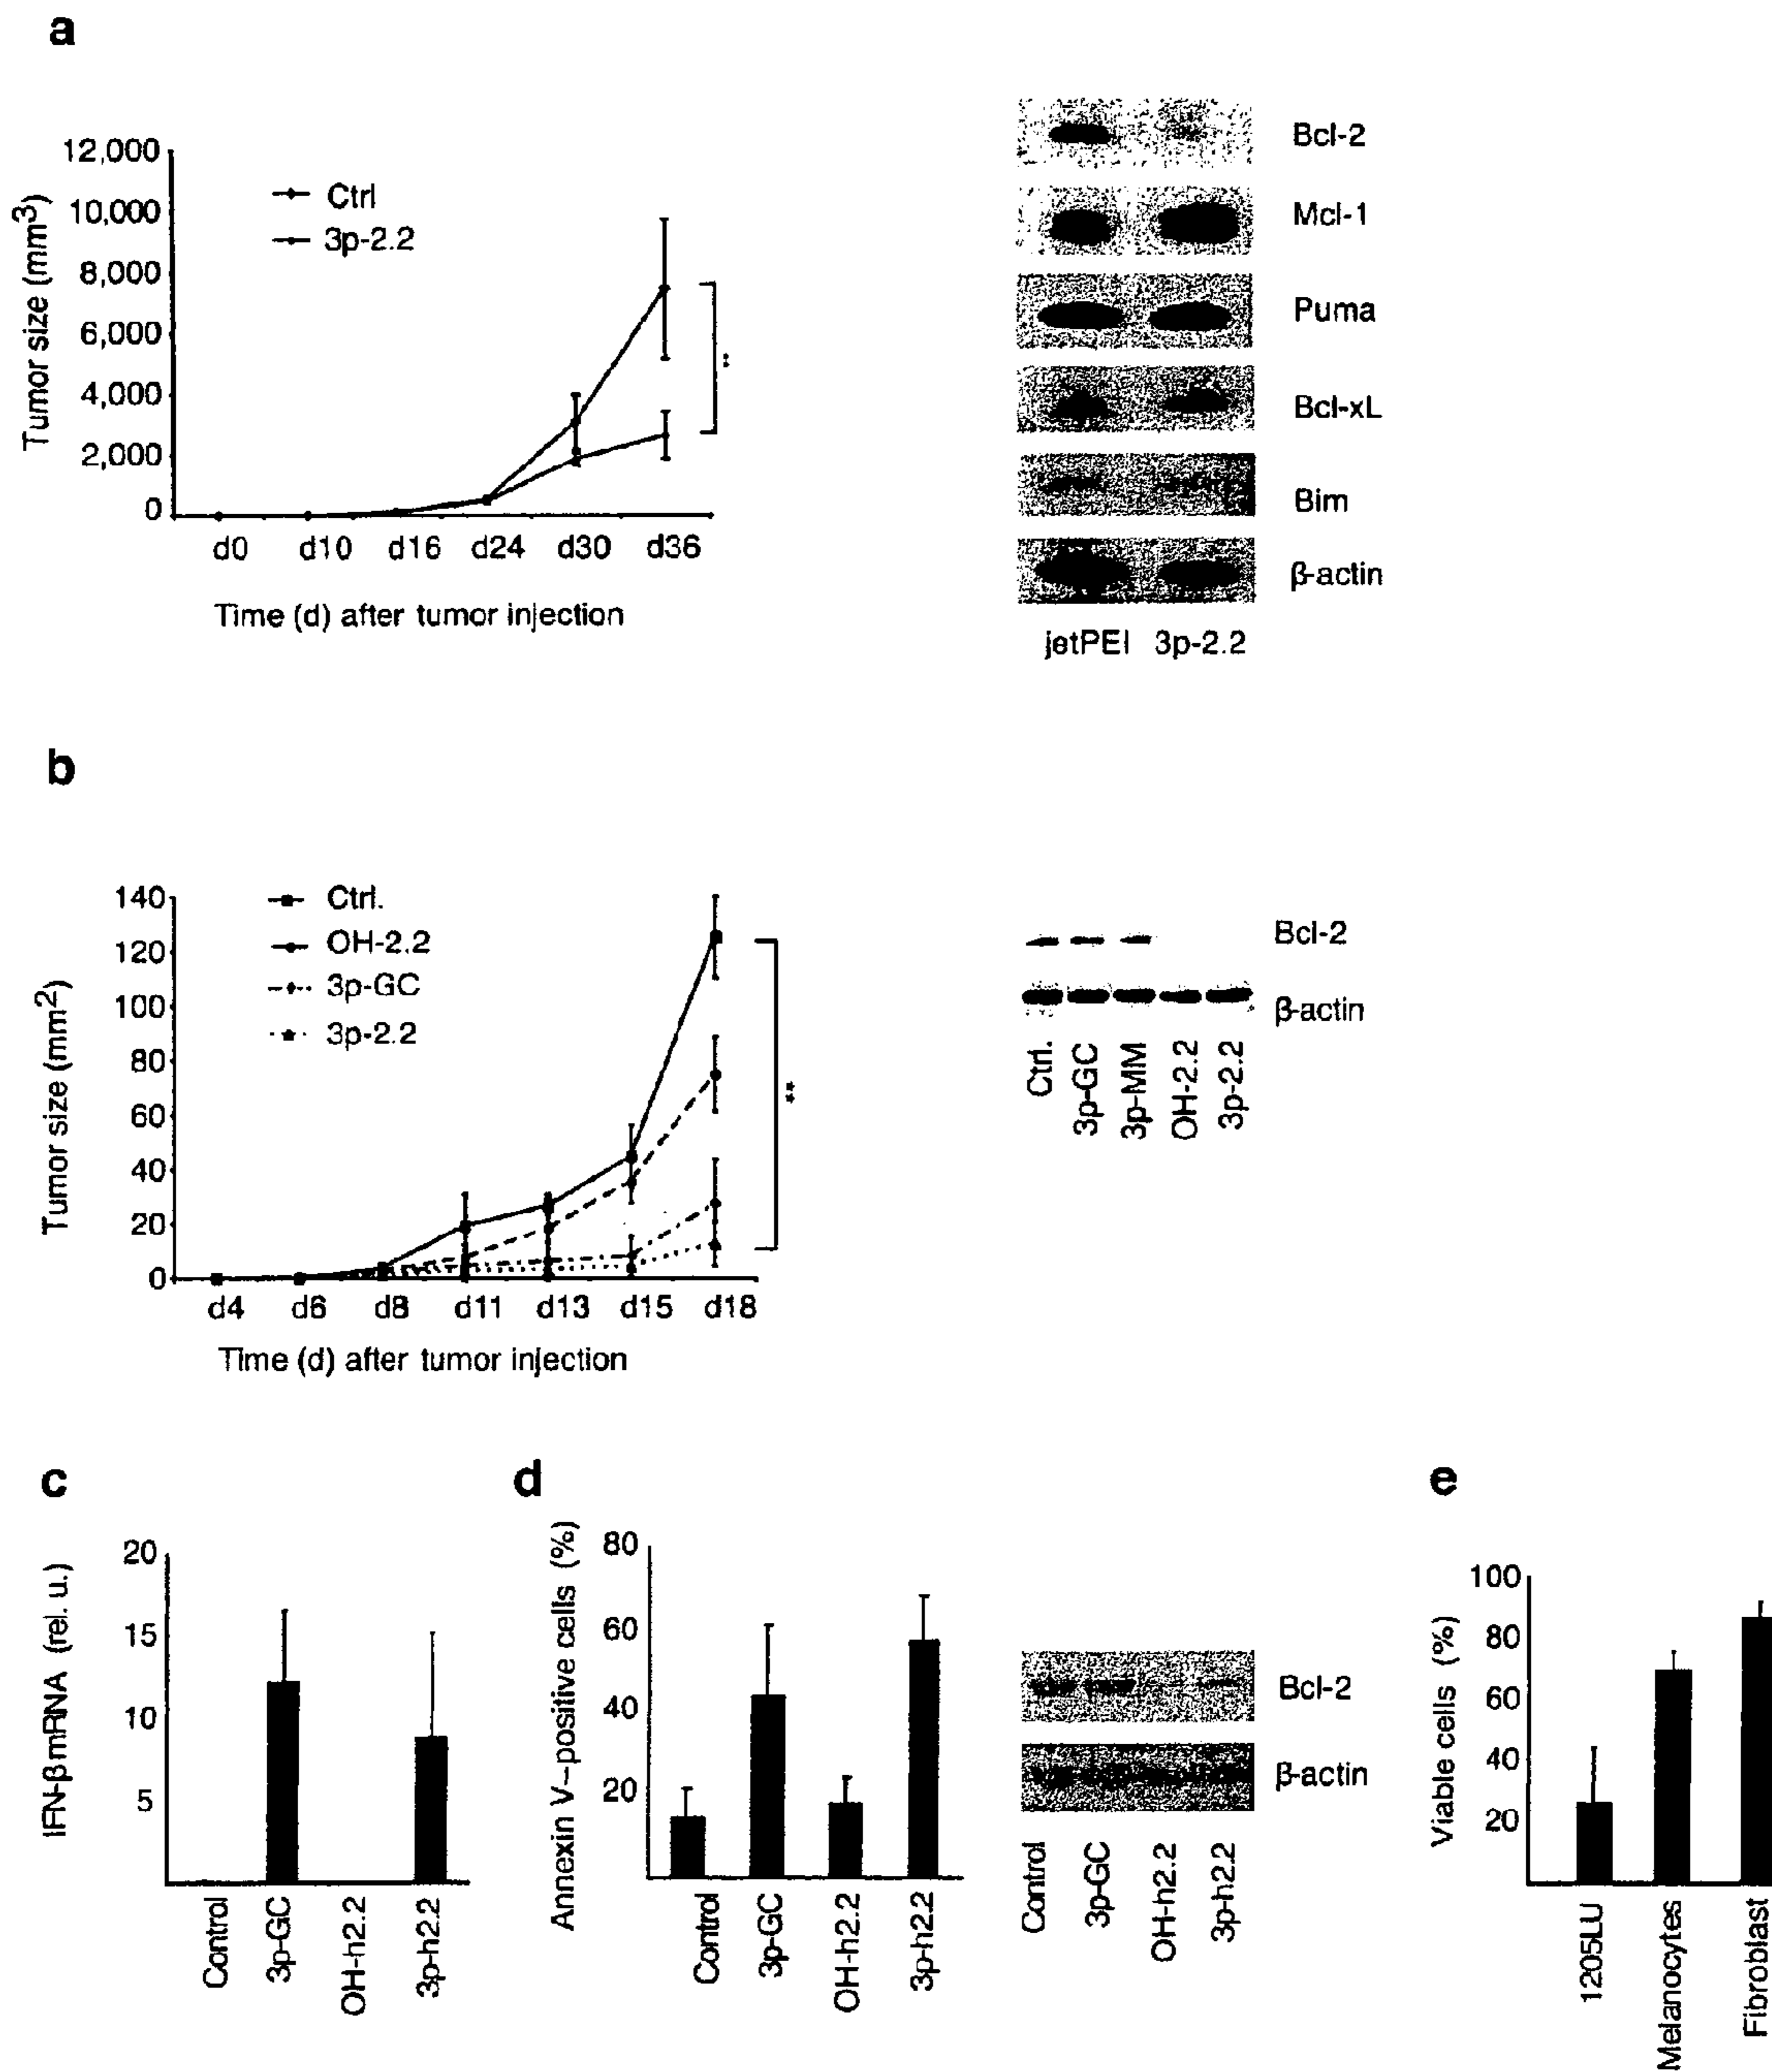 a
12,000
10,000
8,000
6,000
4,000
2,000
0
Tumor size (mm³)
Ctrl
3p-2.2
**
d0 d10 d16 d24 d30 d36
Time (d) after tumor injection
Bcl-2
Mcl-1
Puma
Bcl-xL
Bim
β-actin
jetPEI 3p-2.2
b
140
120
100
80
60
40
20
0
Tumor size (mm²)
Ctrl.
OH-2.2
3p-GC
3p-2.2
**
d4 d6 d8 d11 d13 d15 d18
Time (d) after tumor injection
Bcl-2
β-actin
Ctrl.
3p-GC
3p-MM
OH-2.2
3p-2.2
c
20
15
10
5
IFN-β mRNA (rel. u.)
Control
3p-GC
OH-h2.2
3p-h2.2
d
80
60
40
20
Annexin V–positive cells (%)
Control
3p-GC
OH-h2.2
3p-h2.2
Bcl-2
β-actin
Control
3p-GC
OH-h2.2
3p-h2.2
e
100
80
60
40
20
Viable cells (%)
1205LU
Melanocytes
Fibroblast